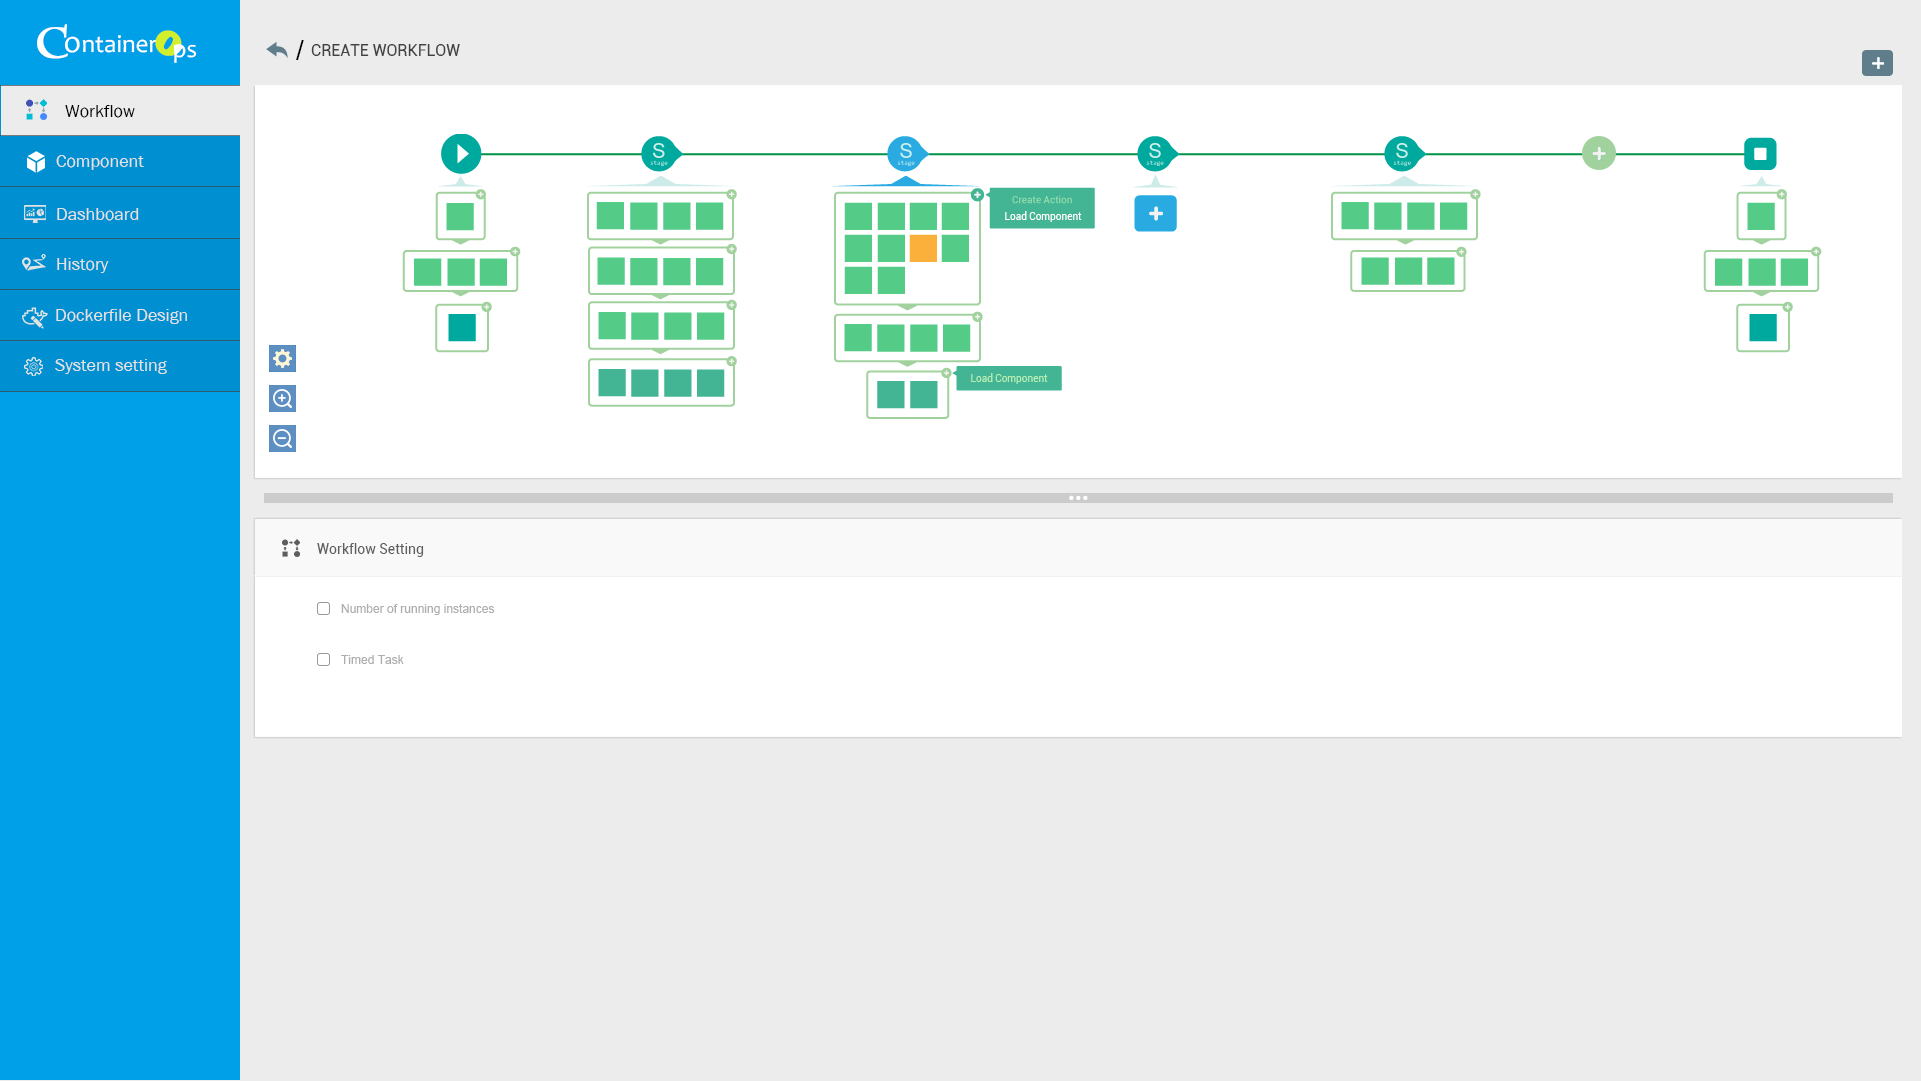 ContainerOps
/ CREATE WORKFLOW
Workflow
Component
Dashboard
History
Dockerfile Design
System setting
S
stage
S
stage
S
stage
S
stage
Create Action
Load Component
Load Component
Workflow Setting
Number of running instances
Timed Task